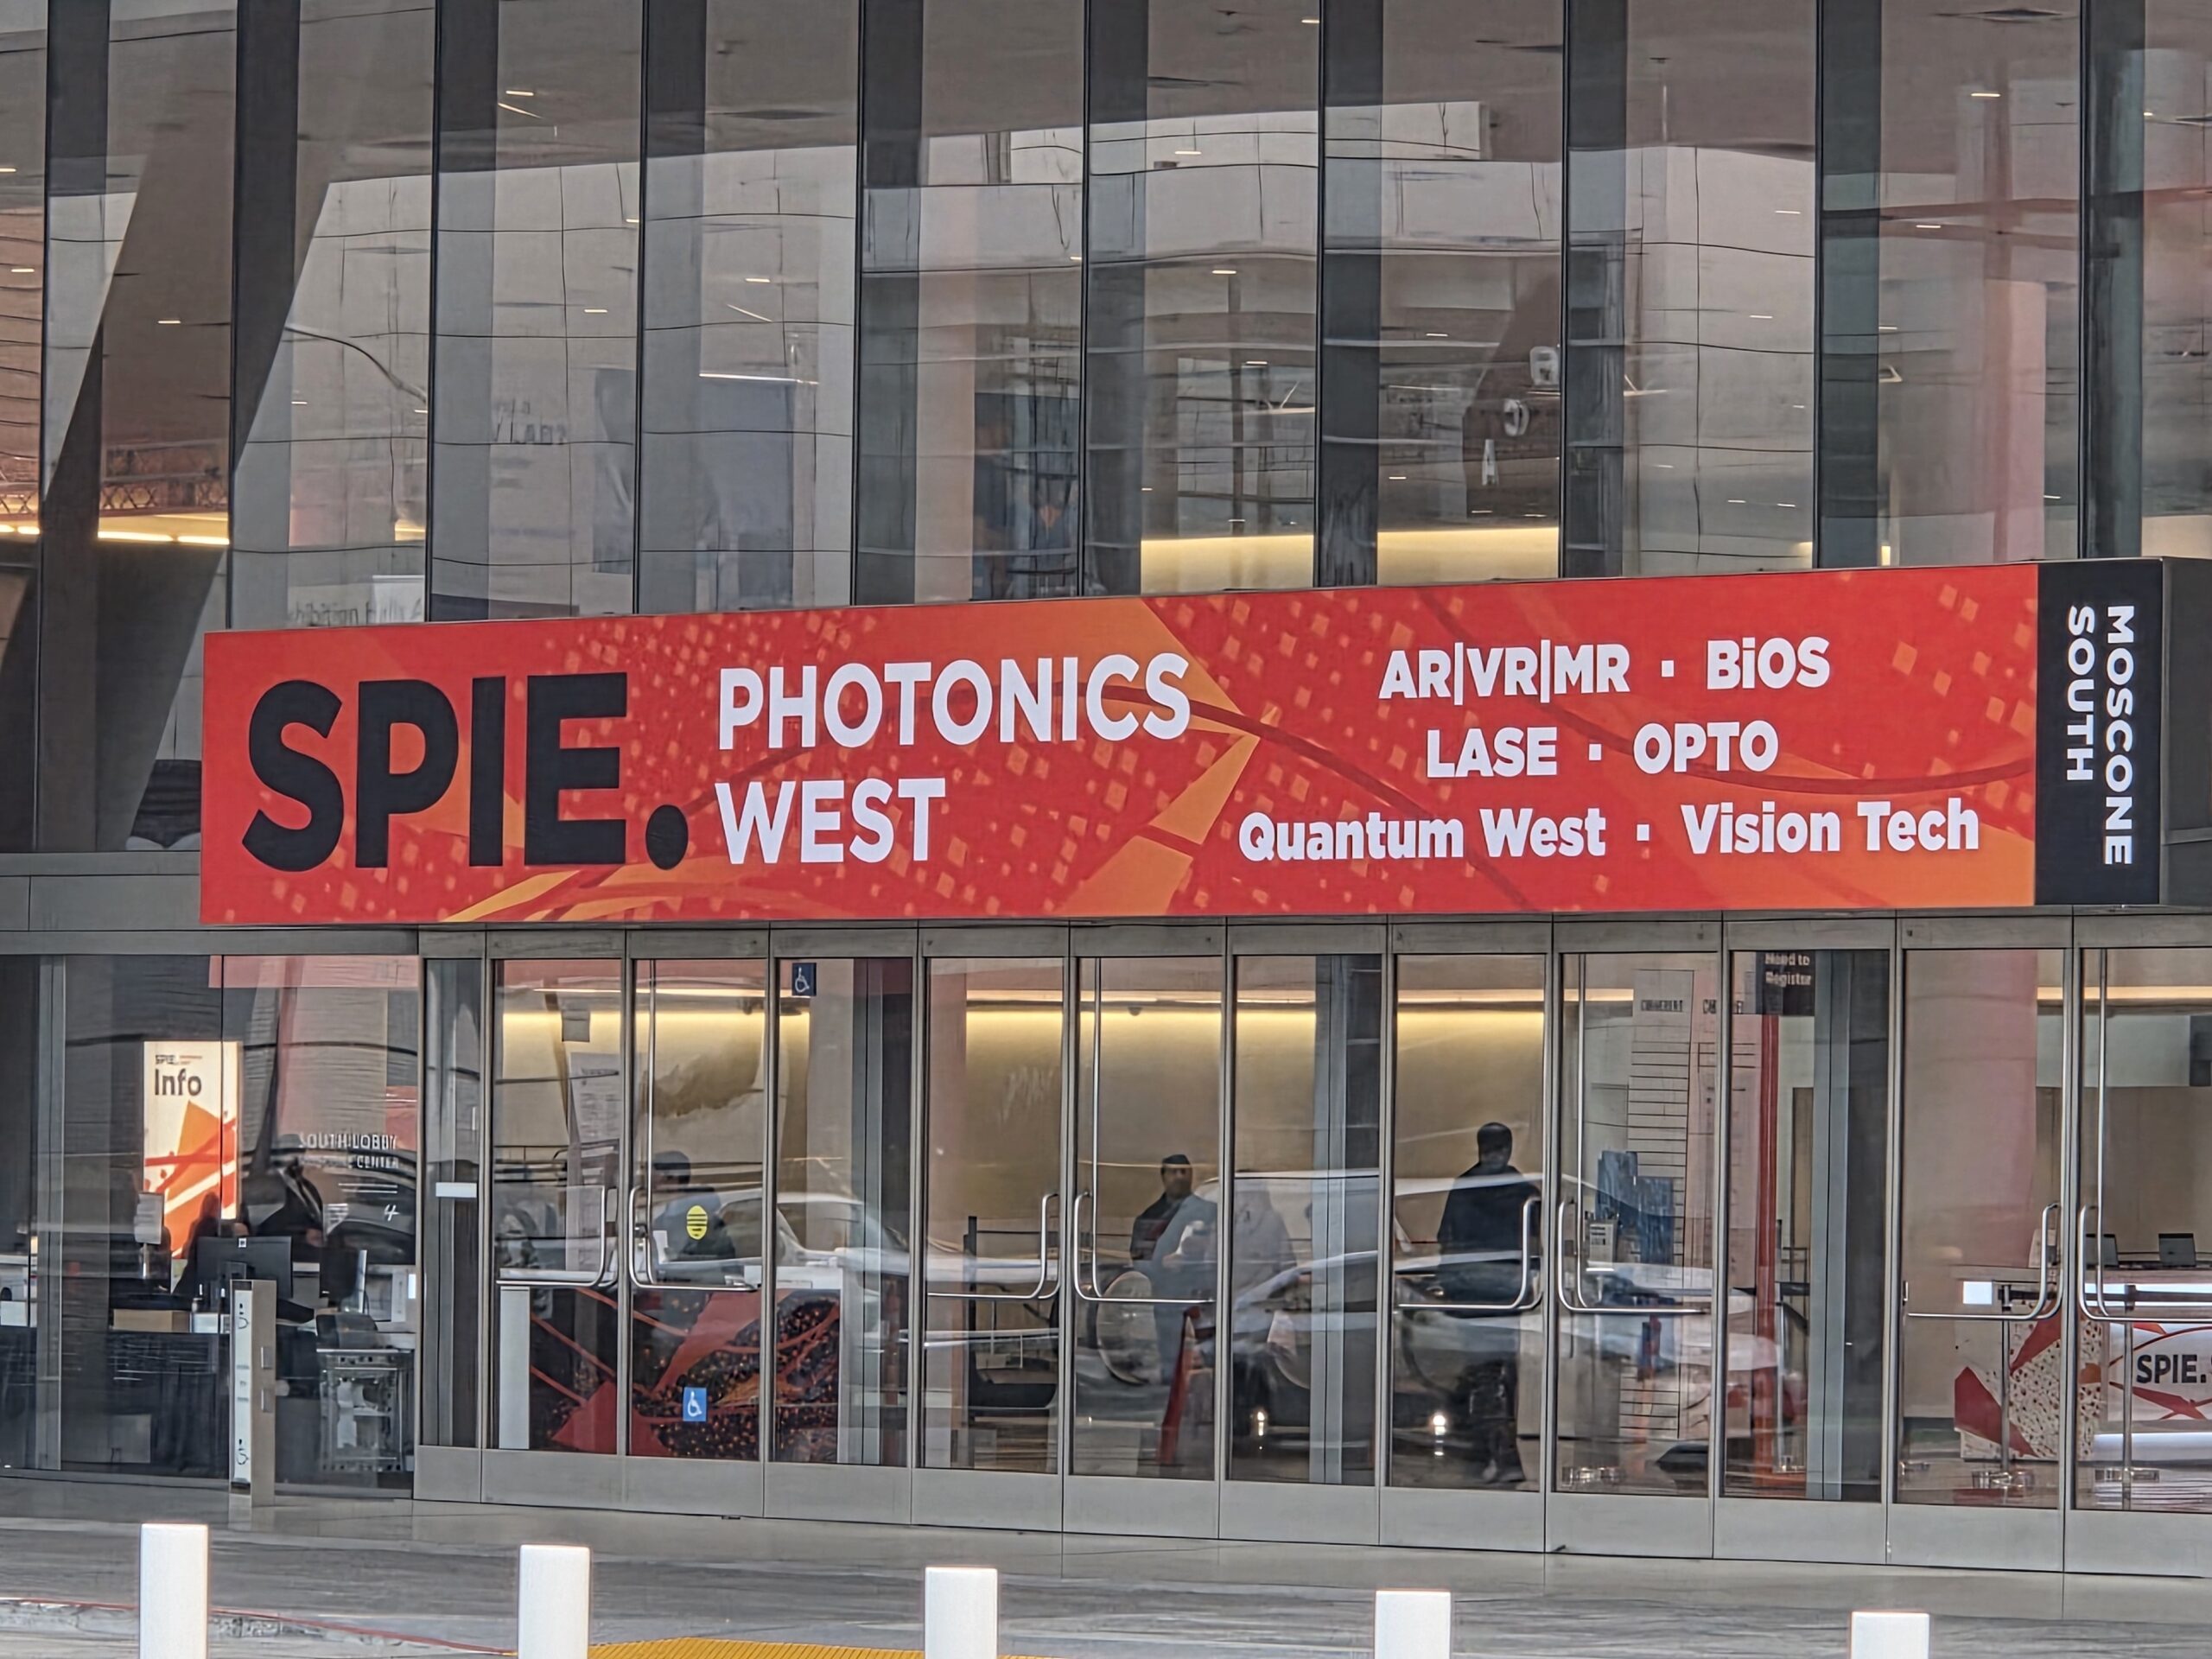 SPIE.
PHOTONICS
WEST
AR|VR|MR · BiOS
LASE · OPTO
Quantum West · Vision Tech
MOSCONE
SOUTH
Need to
Register
SPIE.
Info
SOUTH LOBBY
CENTER
SPIE.